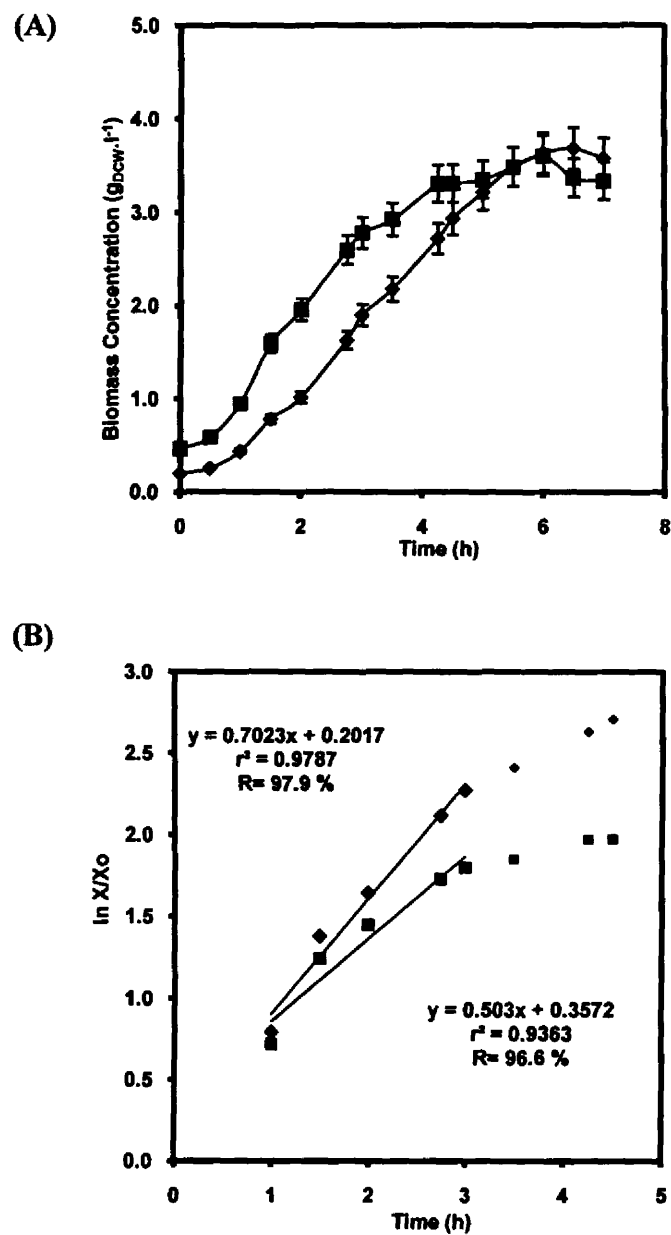 (A)
5.0
4.0
3.0
2.0
1.0
0.0
Biomass Concentration (gDCW.l-1)
0 2 4 6 8
Time (h)
(B)
3.0
2.5
2.0
1.5
1.0
0.5
0.0
ln X/Xo
y = 0.7023x + 0.2017
r² = 0.9787
R= 97.9 %
y = 0.503x + 0.3572
r² = 0.9363
R= 96.6 %
0 1 2 3 4 5
Time (h)